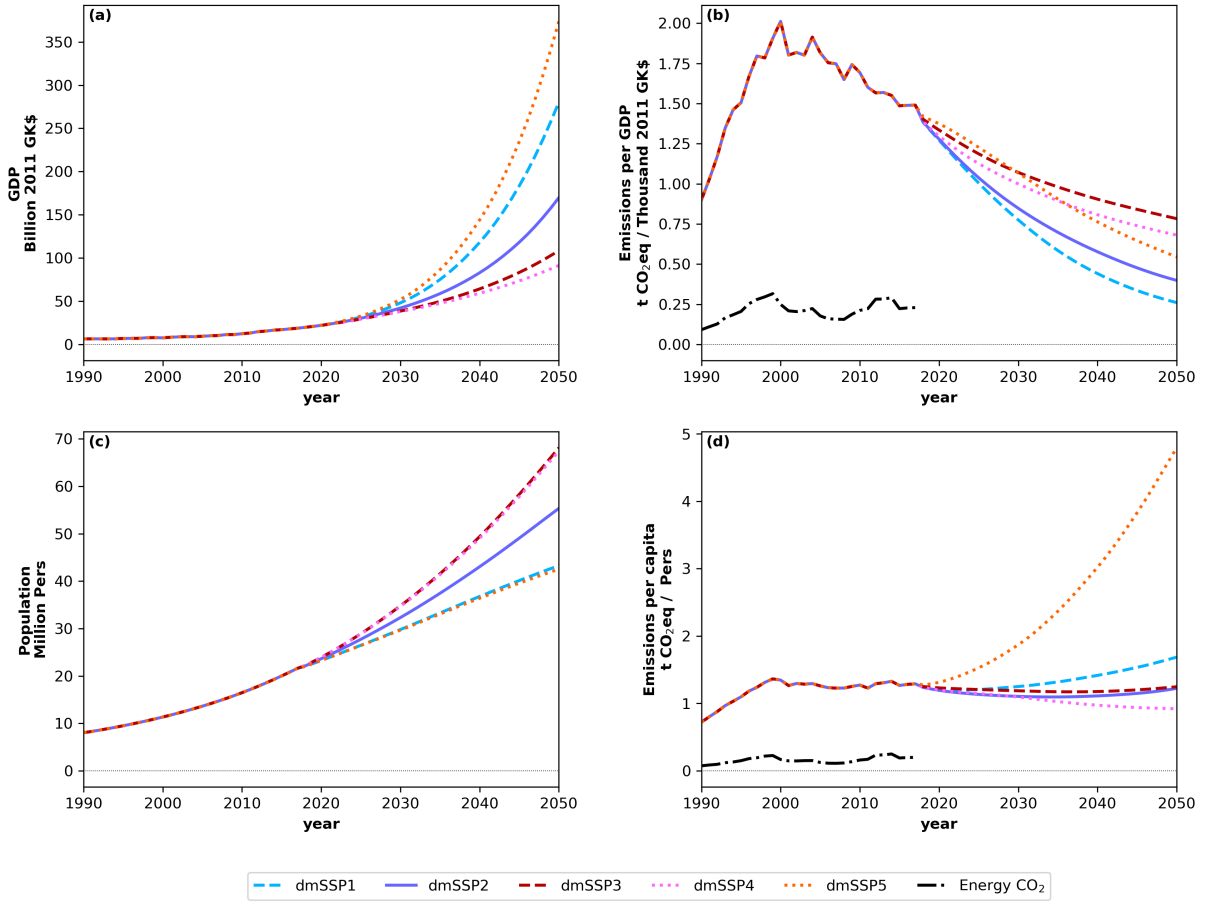 (a)
GDP
Billion 2011 GK$
350
300
250
200
150
100
50
0
1990 2000 2010 2020 2030 2040 2050
year
(b)
Emissions per GDP
t CO₂eq / Thousand 2011 GK$
2.00
1.75
1.50
1.25
1.00
0.75
0.50
0.25
0.00
1990 2000 2010 2020 2030 2040 2050
year
(c)
Population
Million Pers
70
60
50
40
30
20
10
0
1990 2000 2010 2020 2030 2040 2050
year
(d)
Emissions per capita
t CO₂eq / Pers
5
4
3
2
1
0
1990 2000 2010 2020 2030 2040 2050
year
dmSSP1 dmSSP2 dmSSP3 dmSSP4 dmSSP5 Energy CO₂